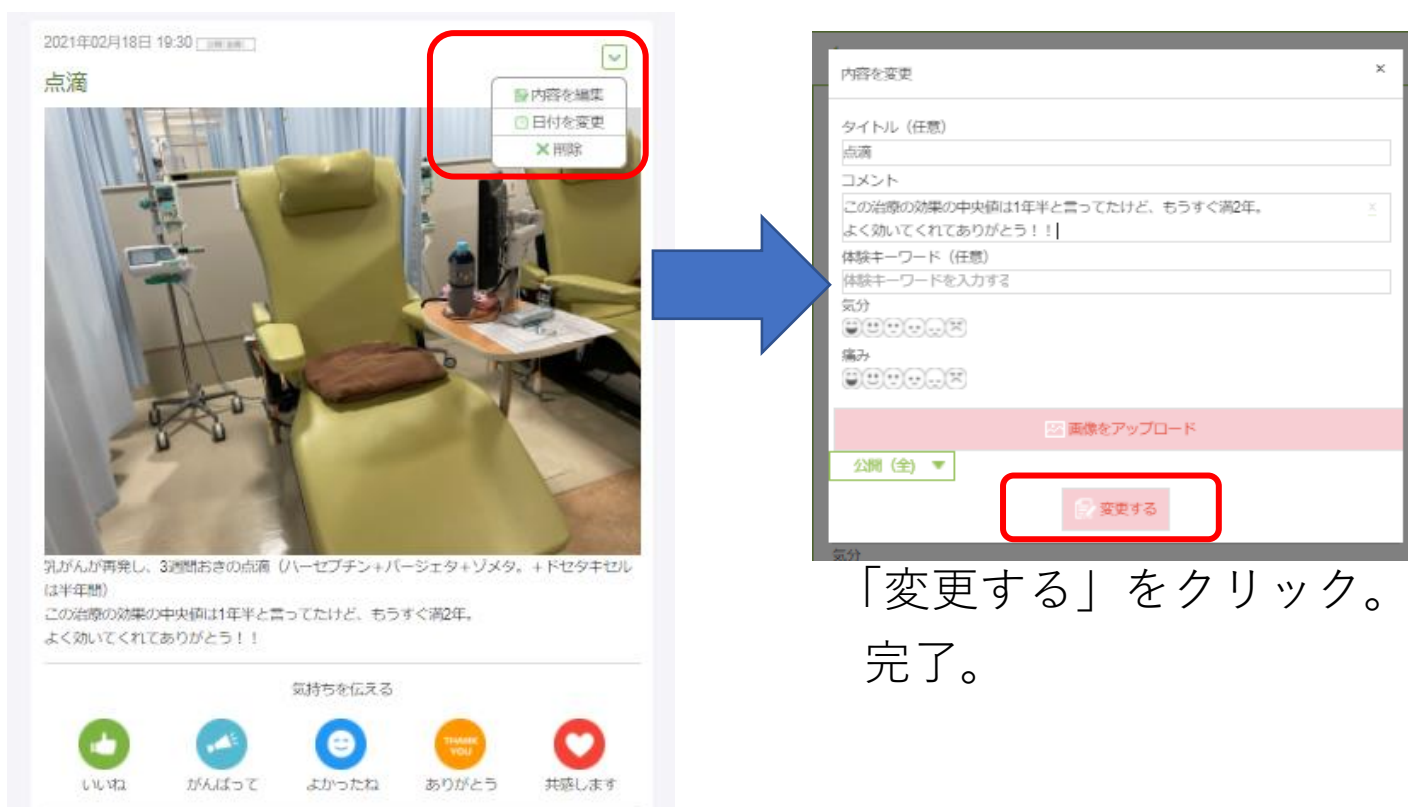 2021年02月18日 19:30
点滴
内容を編集
日付を変更
削除
乳がんが再発し、3週間おきの点滴（ハーセプチン+パージェタ+ゾメタ。+ドセタキセル
は半年間）
この治療の効果の中央値は1年半と言ってたけど、もうすぐ満2年。
よく効いてくれてありがとう！！
気持ちを伝える
いいね
がんばって
よかったね
THANK
YOU
ありがとう
共感します
内容を変更
×
タイトル（任意）
点滴
コメント
この治療の効果の中央値は1年半と言ってたけど、もうすぐ満2年。
x
よく効いてくれてありがとう！！
体験キーワード（任意）
体験キーワードを入力する
気分
痛み
画像をアップロード
公開（全） ▼
変更する
気分
「変更する」をクリック。
完了。